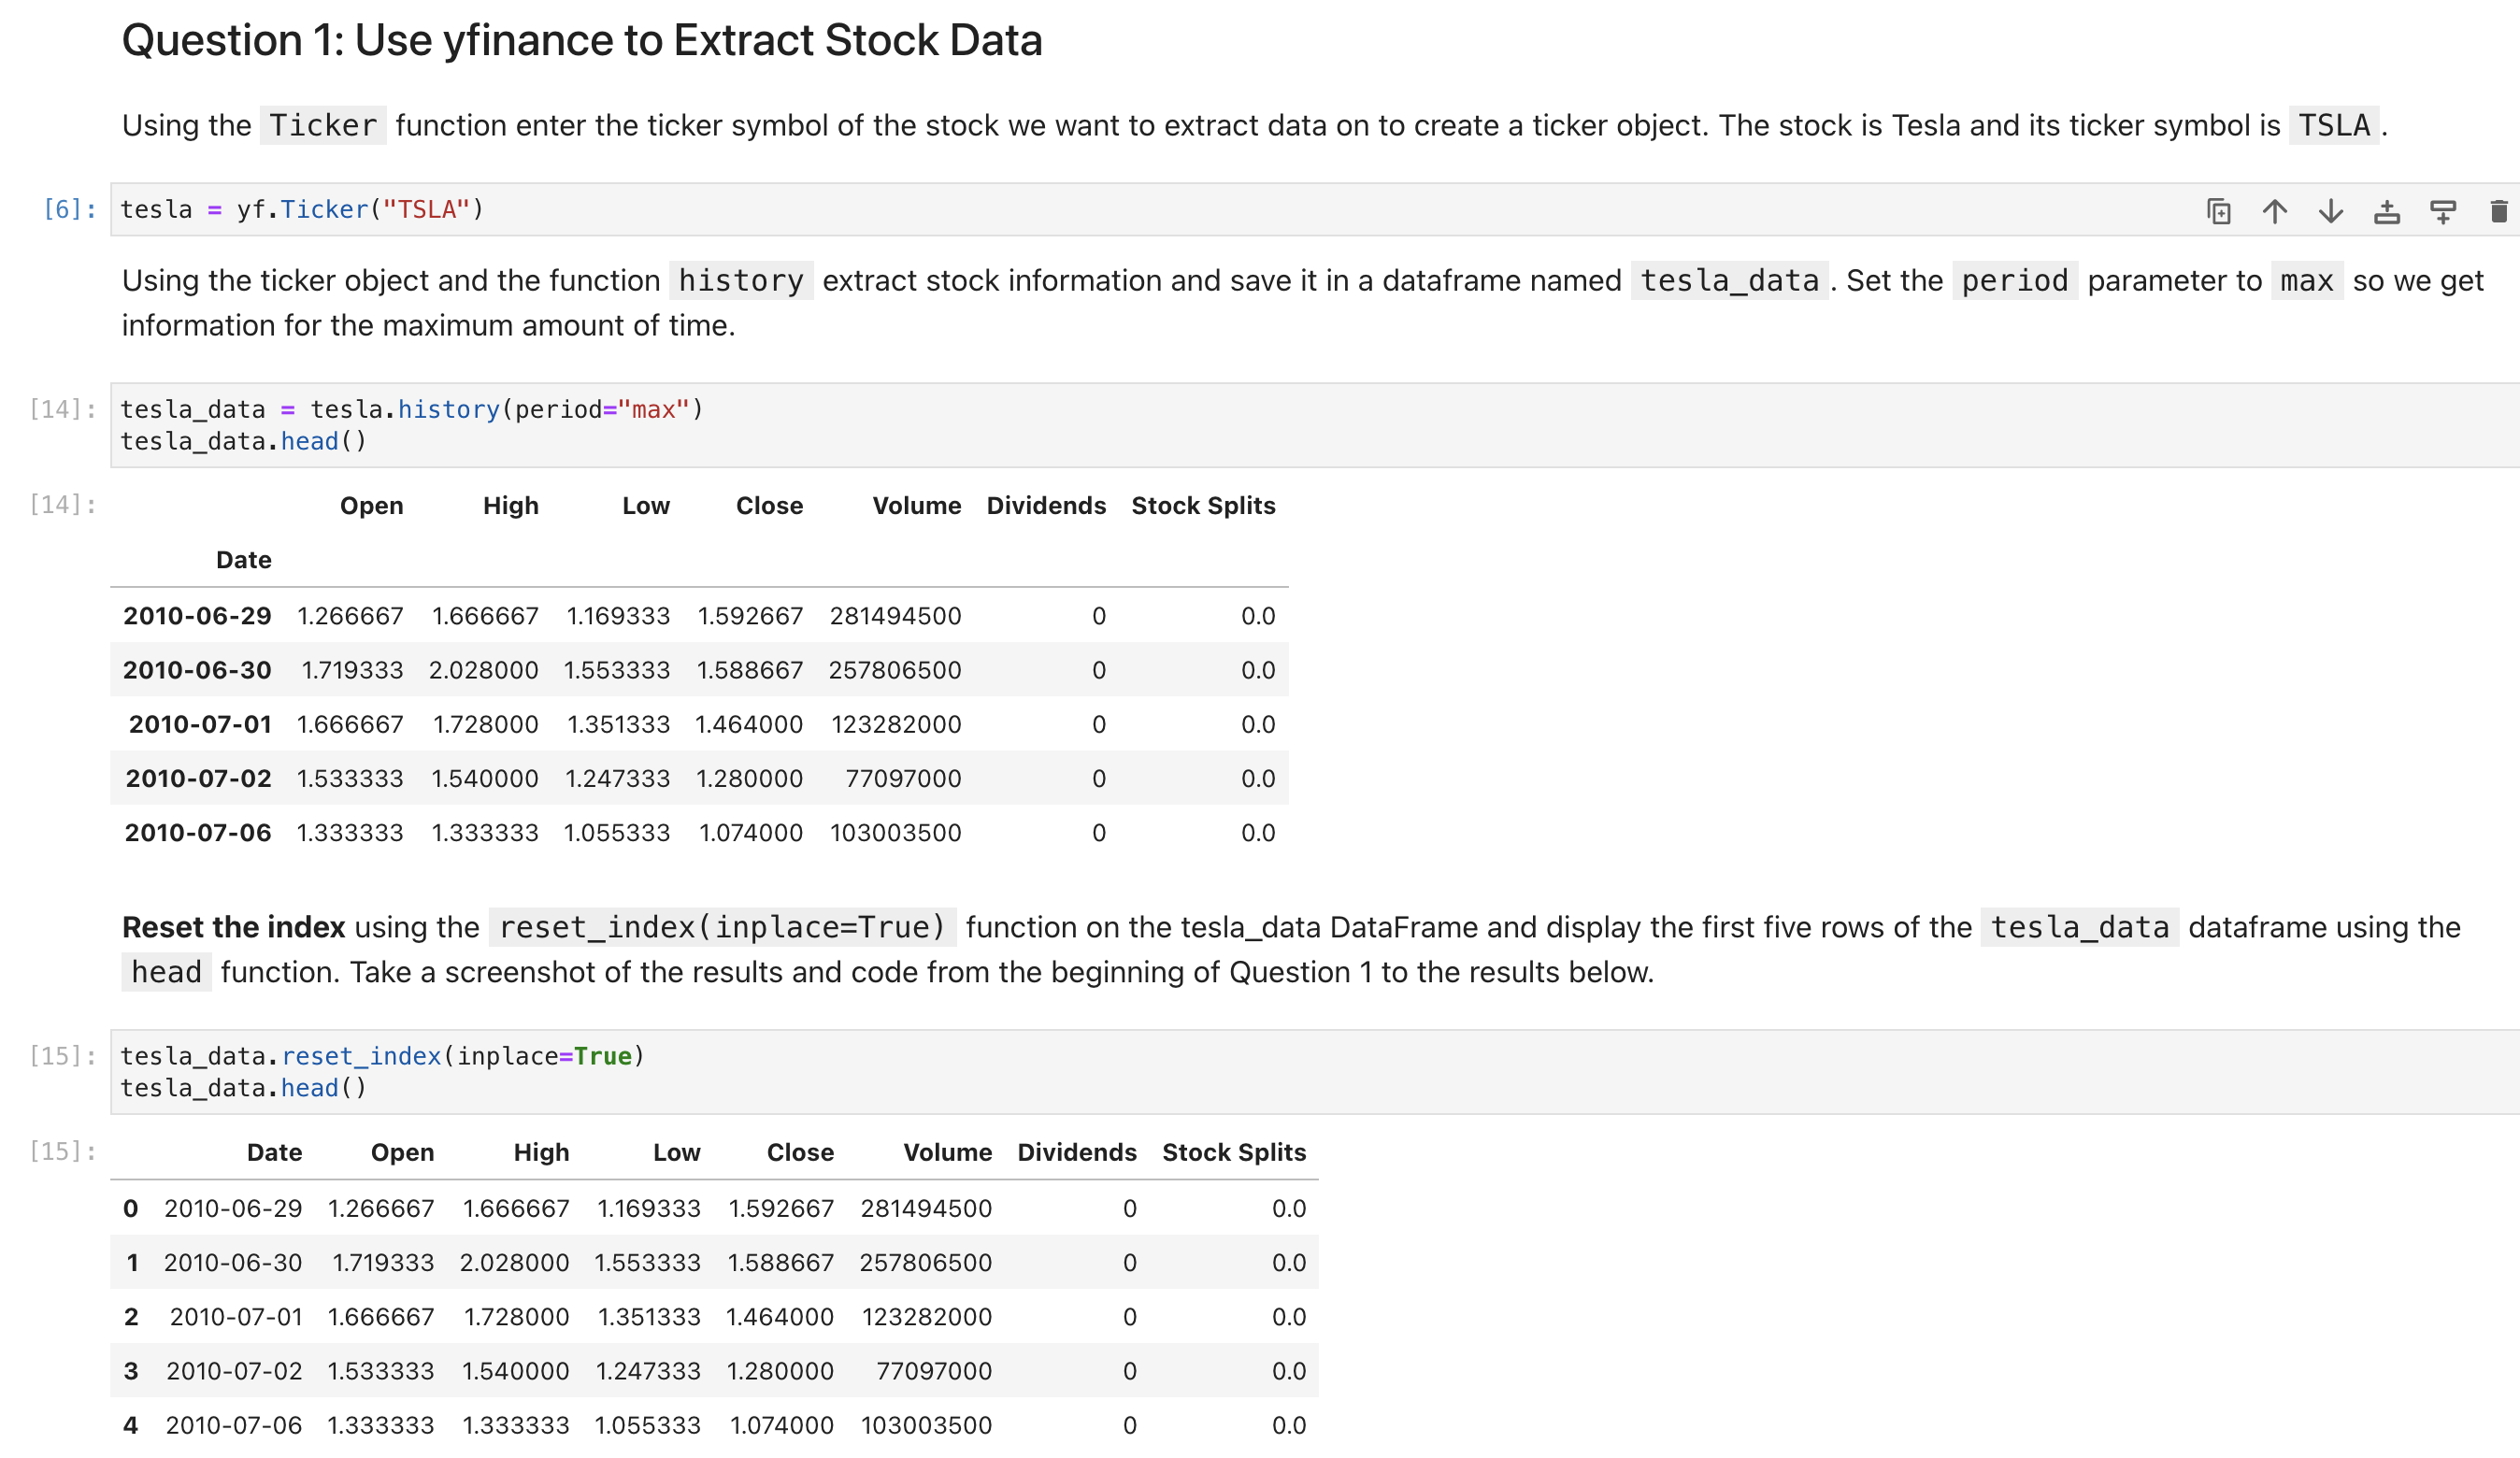 Question 1: Use yfinance to Extract Stock Data
Using the Ticker function enter the ticker symbol of the stock we want to extract data on to create a ticker object. The stock is Tesla and its ticker symbol is TSLA .
[6]: tesla = yf.Ticker("TSLA")
Using the ticker object and the function history extract stock information and save it in a dataframe named tesla_data . Set the period parameter to max so we get
information for the maximum amount of time.
[14]: tesla_data = tesla.history(period="max")
tesla_data.head()
[14]: Open High Low Close Volume Dividends Stock Splits
Date
2010-06-29 1.266667 1.666667 1.169333 1.592667 281494500 0 0.0
2010-06-30 1.719333 2.028000 1.553333 1.588667 257806500 0 0.0
2010-07-01 1.666667 1.728000 1.351333 1.464000 123282000 0 0.0
2010-07-02 1.533333 1.540000 1.247333 1.280000 77097000 0 0.0
2010-07-06 1.333333 1.333333 1.055333 1.074000 103003500 0 0.0
Reset the index using the reset_index(inplace=True) function on the tesla_data DataFrame and display the first five rows of the tesla_data dataframe using the
head function. Take a screenshot of the results and code from the beginning of Question 1 to the results below.
[15]: tesla_data.reset_index(inplace=True)
tesla_data.head()
[15]: Date Open High Low Close Volume Dividends Stock Splits
0 2010-06-29 1.266667 1.666667 1.169333 1.592667 281494500 0 0.0
1 2010-06-30 1.719333 2.028000 1.553333 1.588667 257806500 0 0.0
2 2010-07-01 1.666667 1.728000 1.351333 1.464000 123282000 0 0.0
3 2010-07-02 1.533333 1.540000 1.247333 1.280000 77097000 0 0.0
4 2010-07-06 1.333333 1.333333 1.055333 1.074000 103003500 0 0.0